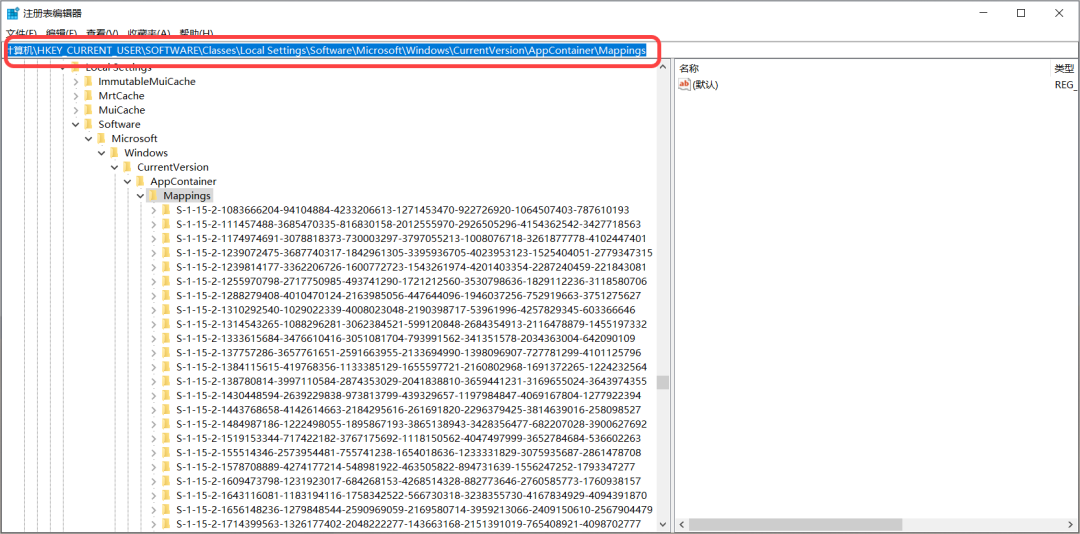 注册表编辑器
文件(F) 编辑(E) 查看(V) 收藏夹(A) 帮助(H)
计算机\HKEY_CURRENT_USER\SOFTWARE\Classes\Local Settings\Software\Microsoft\Windows\CurrentVersion\AppContainer\Mappings
Local Settings
ImmutableMuiCache
MrtCache
MuiCache
Software
Microsoft
Windows
CurrentVersion
AppContainer
Mappings
S-1-15-2-1083666204-94104884-4233206613-1271453470-922726920-1064507403-787610193
S-1-15-2-111457488-3685470335-816830158-2012555970-2926505296-4154362542-3427718563
S-1-15-2-1174974691-3078818373-730003297-3797055213-1008076718-3261877778-4102447401
S-1-15-2-1239072475-3687740317-1842961305-3395936705-4023953123-1525404051-2779347315
S-1-15-2-1239814177-3362206726-1600772723-1543261974-4201403354-2287240459-221843081
S-1-15-2-1255970798-2717750985-493741290-1721212560-3530798636-1829112236-3118580706
S-1-15-2-1288279408-4010470124-2163985056-447644096-1946037256-752919663-3751275627
S-1-15-2-1310292540-1029022339-4008023048-2190398717-53961996-4257829345-603366646
S-1-15-2-1314543265-1088296281-3062384521-599120848-2684354913-2116478879-1455197332
S-1-15-2-1333615684-3476610416-3051081704-793991562-341351578-2034363004-642090109
S-1-15-2-137757286-3657761651-2591663955-2133694990-1398096907-727781299-4101125796
S-1-15-2-1384115615-419768356-1133385129-1655597721-2160802968-1691372265-1224232564
S-1-15-2-138780814-3997110584-2874353029-2041838810-3659441231-3169655024-3643974355
S-1-15-2-1430448594-2639229838-973813799-439329657-1197984847-4069167804-1277922394
S-1-15-2-1443768658-4142614663-2184295616-261691820-2296379425-3814639016-258098527
S-1-15-2-1484987186-1222498055-1895867193-3865138943-3428356477-682207028-3900627692
S-1-15-2-1519153344-717422182-3767175692-1118150562-4047497999-3652784684-536602263
S-1-15-2-155514346-2573954481-755741238-1654018636-1233331829-3075935687-2861478708
S-1-15-2-1578708889-4274177214-548981922-463505822-894731639-1556247252-1793347277
S-1-15-2-1609473798-1231923017-684268153-4268514328-882773646-2760585773-1760938157
S-1-15-2-1643116081-1183194116-1758342522-566730318-3238355730-4167834929-4094391870
S-1-15-2-1656148236-1279848544-2590969059-2169580714-3959213066-2409150610-2567904479
S-1-15-2-1714399563-1326177402-2048222277-143663168-2151391019-765408921-4098702777
名称 类型
ab (默认) REG_